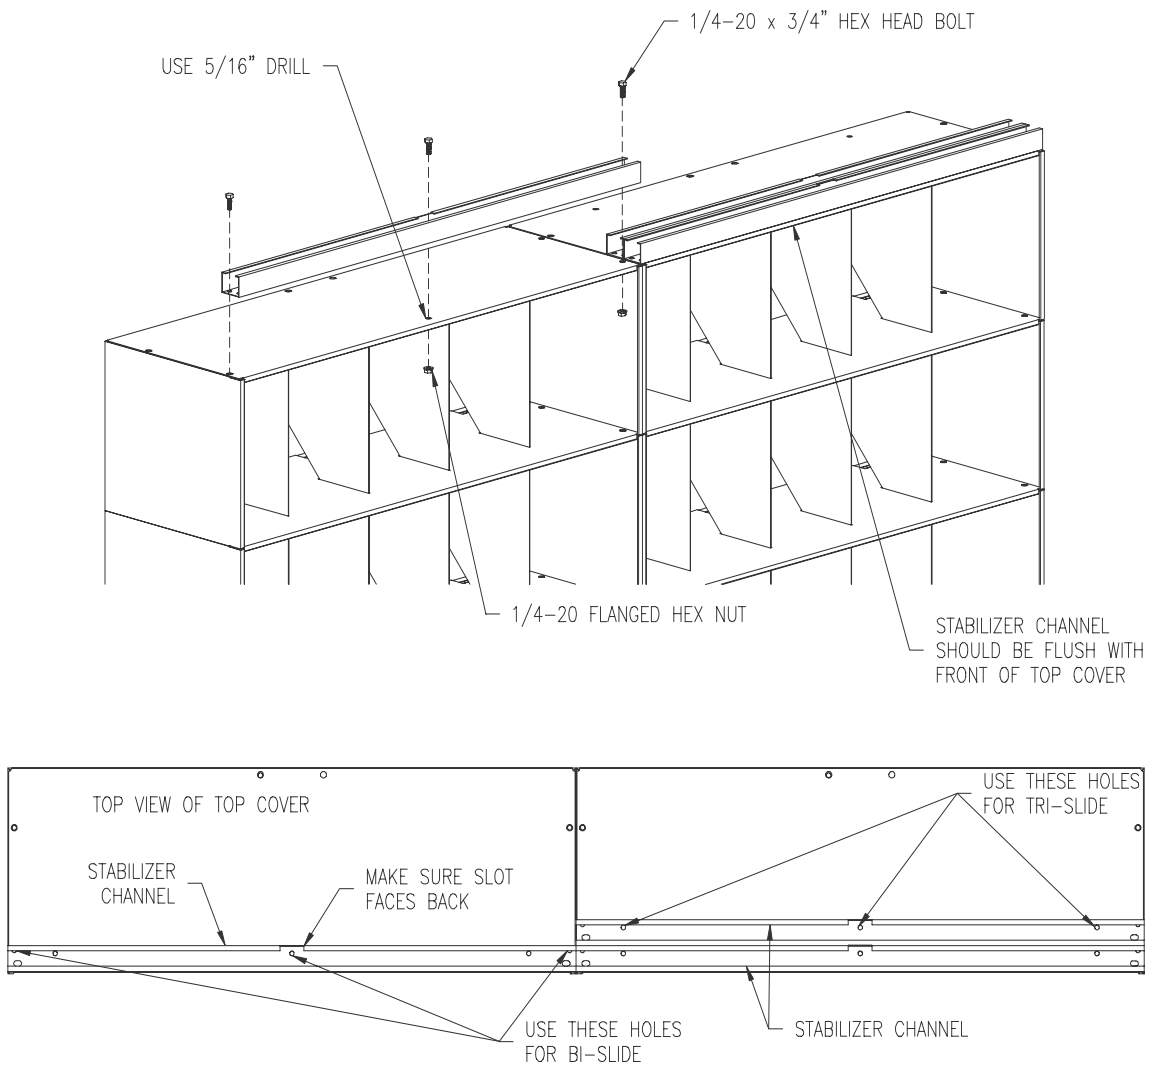 1/4-20 x 3/4" HEX HEAD BOLT
USE 5/16" DRILL
1/4-20 FLANGED HEX NUT
STABILIZER CHANNEL
SHOULD BE FLUSH WITH
FRONT OF TOP COVER
TOP VIEW OF TOP COVER
USE THESE HOLES
FOR TRI-SLIDE
STABILIZER
CHANNEL
MAKE SURE SLOT
FACES BACK
USE THESE HOLES
FOR BI-SLIDE
STABILIZER CHANNEL